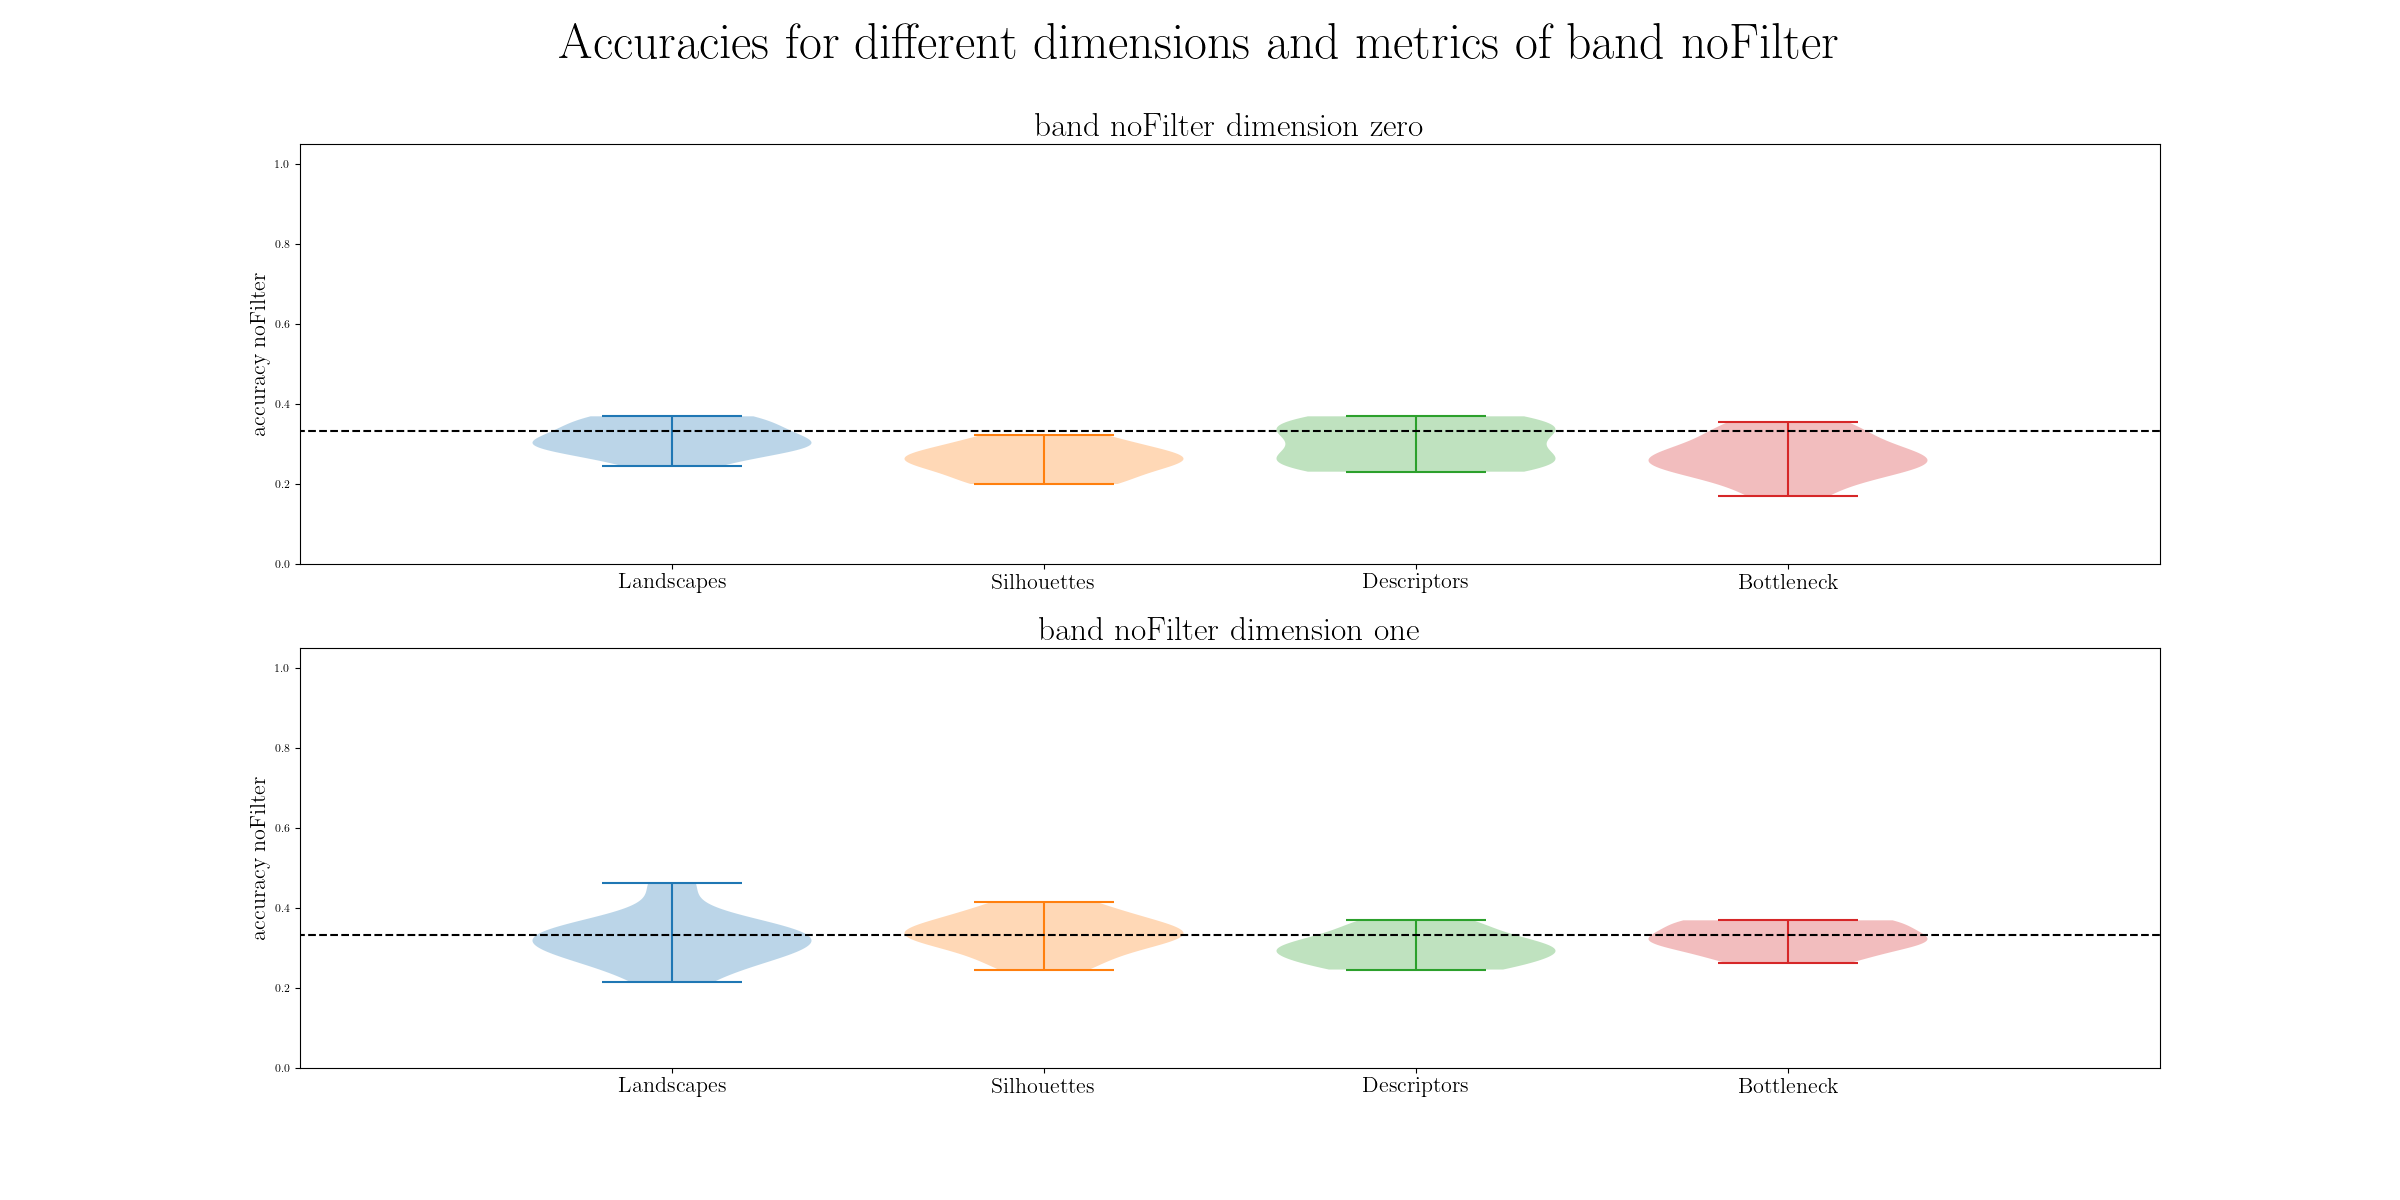 Accuracies for different dimensions and metrics of band noFilter
band noFilter dimension zero
accuracy noFilter
1.0
0.8
0.6
0.4
0.2
0.0
Landscapes Silhouettes Descriptors Bottleneck
band noFilter dimension one
accuracy noFilter
1.0
0.8
0.6
0.4
0.2
0.0
Landscapes Silhouettes Descriptors Bottleneck